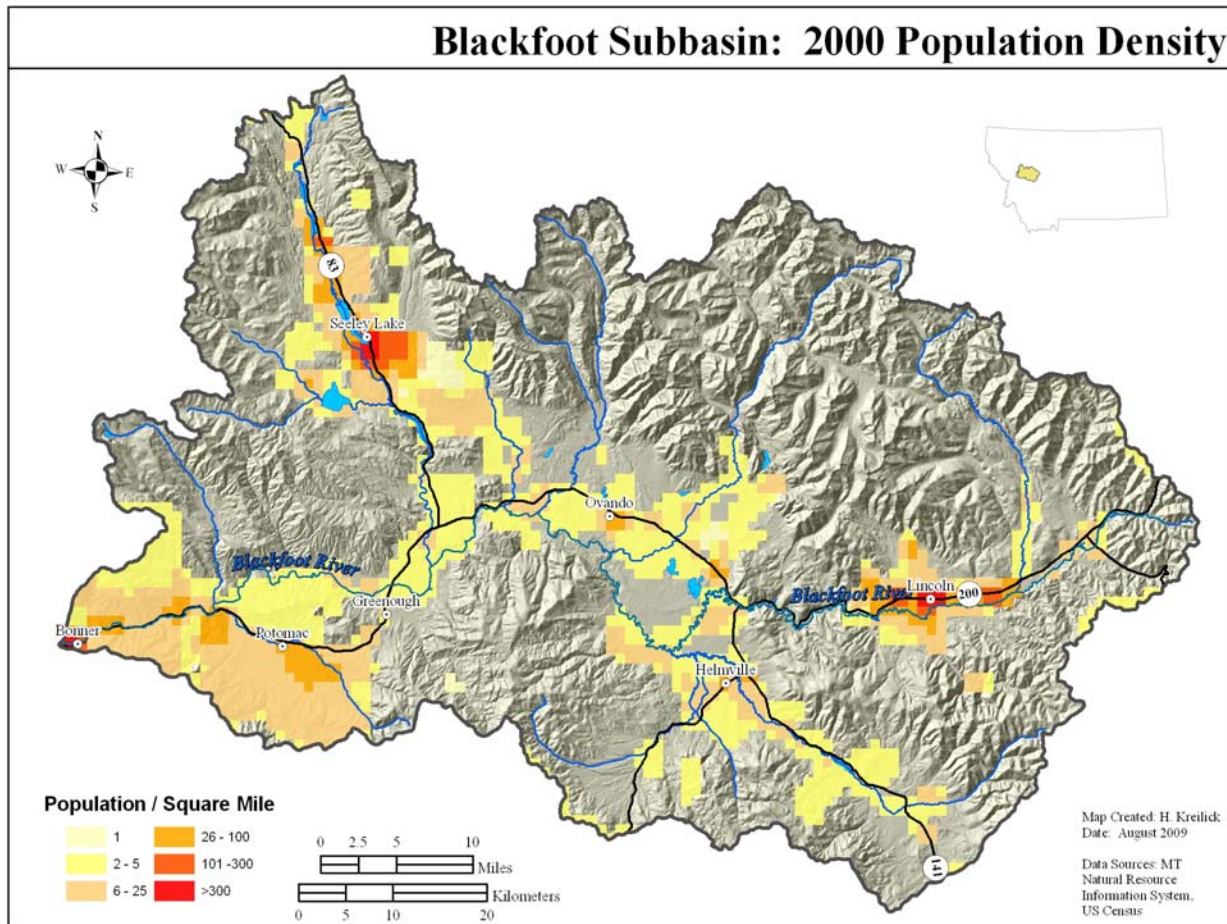 Blackfoot Subbasin: 2000 Population Density
N
W E
S
83
Seeley Lake
Ovando
Blackfoot River
Blackfoot Rive
Lincoln
200
Greenough
Bonner
Potomac
Helmville
141
Population / Square Mile
1
2 - 5
6 - 25
26 - 100
101 -300
>300
0 2.5 5 10
Miles
Kilometers
0 5 10 20
Map Created: H. Kreilick
Date: August 2009
Data Sources: MT
Natural Resource
Information System,
US Census